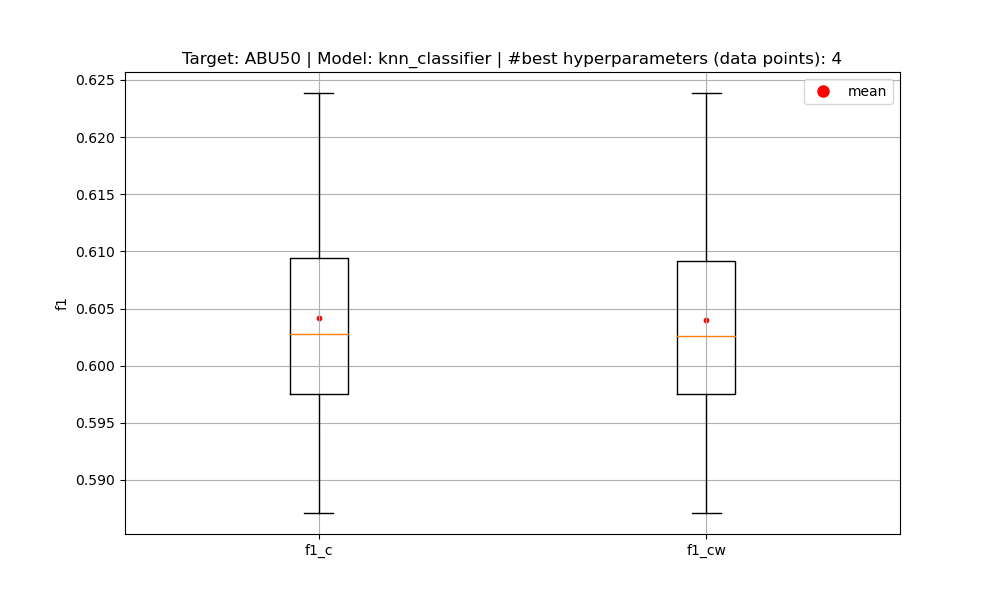 Target: ABU50 | Model: knn_classifier | #best hyperparameters (data points): 4
mean
0.625
0.620
0.615
0.610
0.605
0.600
0.595
0.590
f1
f1_c
f1_cw